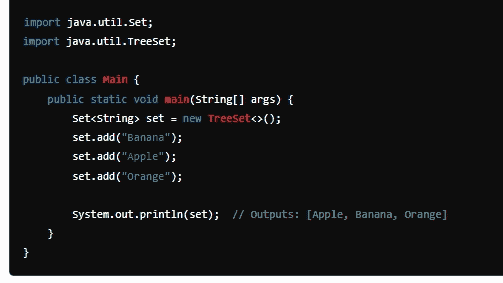 import java.util.Set;
import java.util.TreeSet;
public class Main {
public static void main(String[] args) {
Set<String> set = new TreeSet<>();
set.add("Banana");
set.add("Apple");
set.add("Orange");
System.out.println(set);  // Outputs: [Apple, Banana, Orange]
}
}